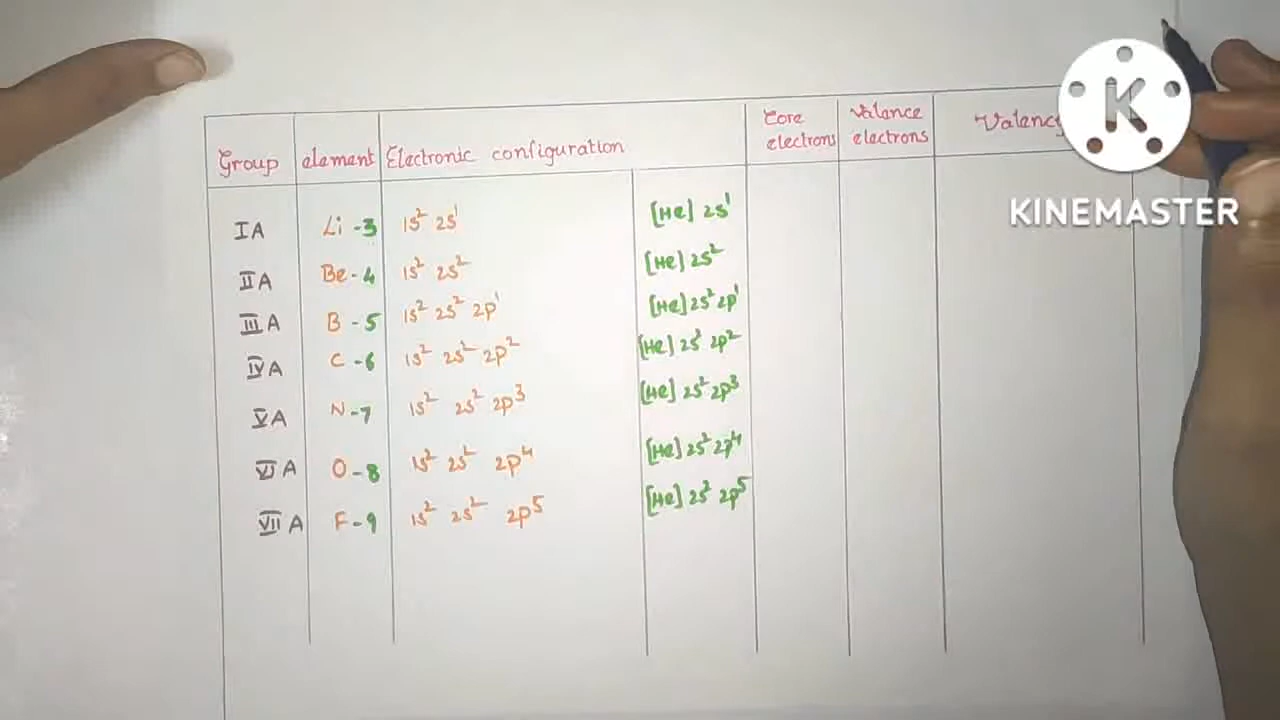 Group element Electronic configuration Core electrons Valance electrons Valency
IA Li - 3 1s² 2s¹ [He] 2s¹
IIA Be - 4 1s² 2s² [He] 2s²
IIIA B - 5 1s² 2s² 2p¹ [He] 2s² 2p¹
IVA C - 6 1s² 2s² 2p² [He] 2s² 2p²
VA N - 7 1s² 2s² 2p³ [He] 2s² 2p³
VIA O - 8 1s² 2s² 2p⁴ [He] 2s² 2p⁴
VIIA F - 9 1s² 2s² 2p⁵ [He] 2s² 2p⁵
K
KINEMASTER